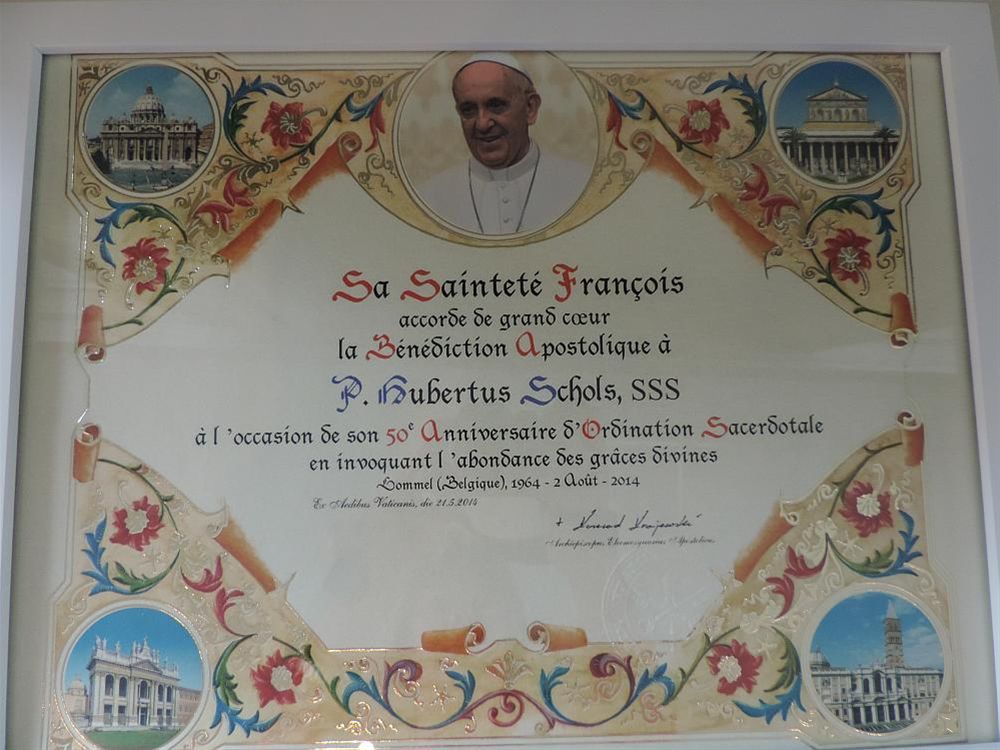 Sa Sainteté François
accorde de grand cœur
la Bénédiction Apostolique à
P. Hubertus Schols, SSS
à l'occasion de son 50e Anniversaire d'Ordination Sacerdotale
en invoquant l'abondance des grâces divines
Lommel (Belgique), 1964 - 2 Août - 2014
Ex Aedibus Vaticanis, die 21.5.2014
+ Konrad Krajewski
Archiepiscopus Eleemosynarius Apostolicus